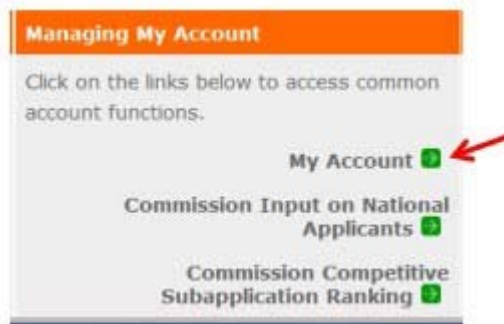 Managing My Account
Click on the links below to access common
account functions.
My Account
Commission Input on National
Applicants
Commission Competitive
Subapplication Ranking